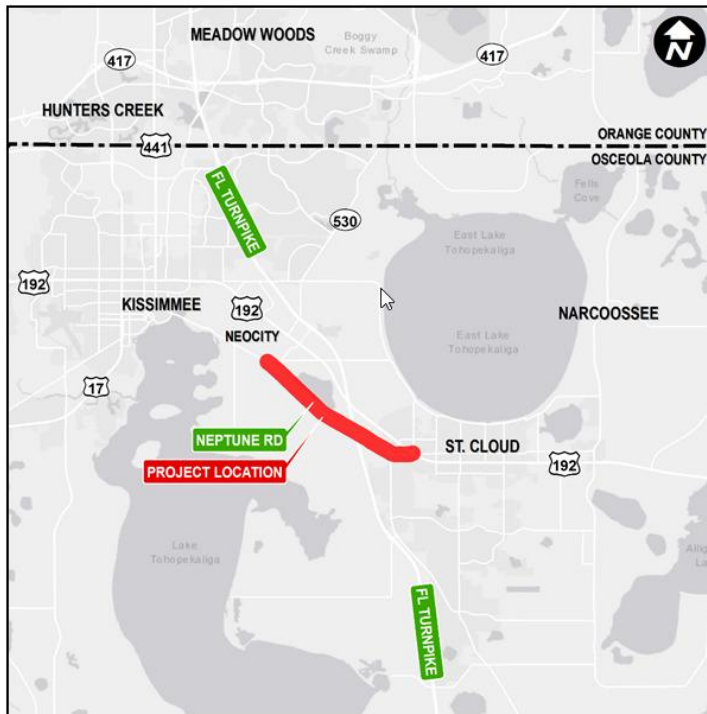 MEADOW WOODS
Boggy
Creek Swamp
417
417
N
HUNTERS CREEK
ORANGE COUNTY
441
OSCEOLA COUNTY
FL TURNPIKE
Fells
Cove
530
East Lake
Tohopekaliga
192
KISSIMMEE
192
NARCOOSSEE
NEOCITY
East Lake
Tohopekaliga
17
NEPTUNE RD
ST. CLOUD
PROJECT LOCATION
192
Lake
Tohopekaliga
Alli
La
FL TURNPIKE